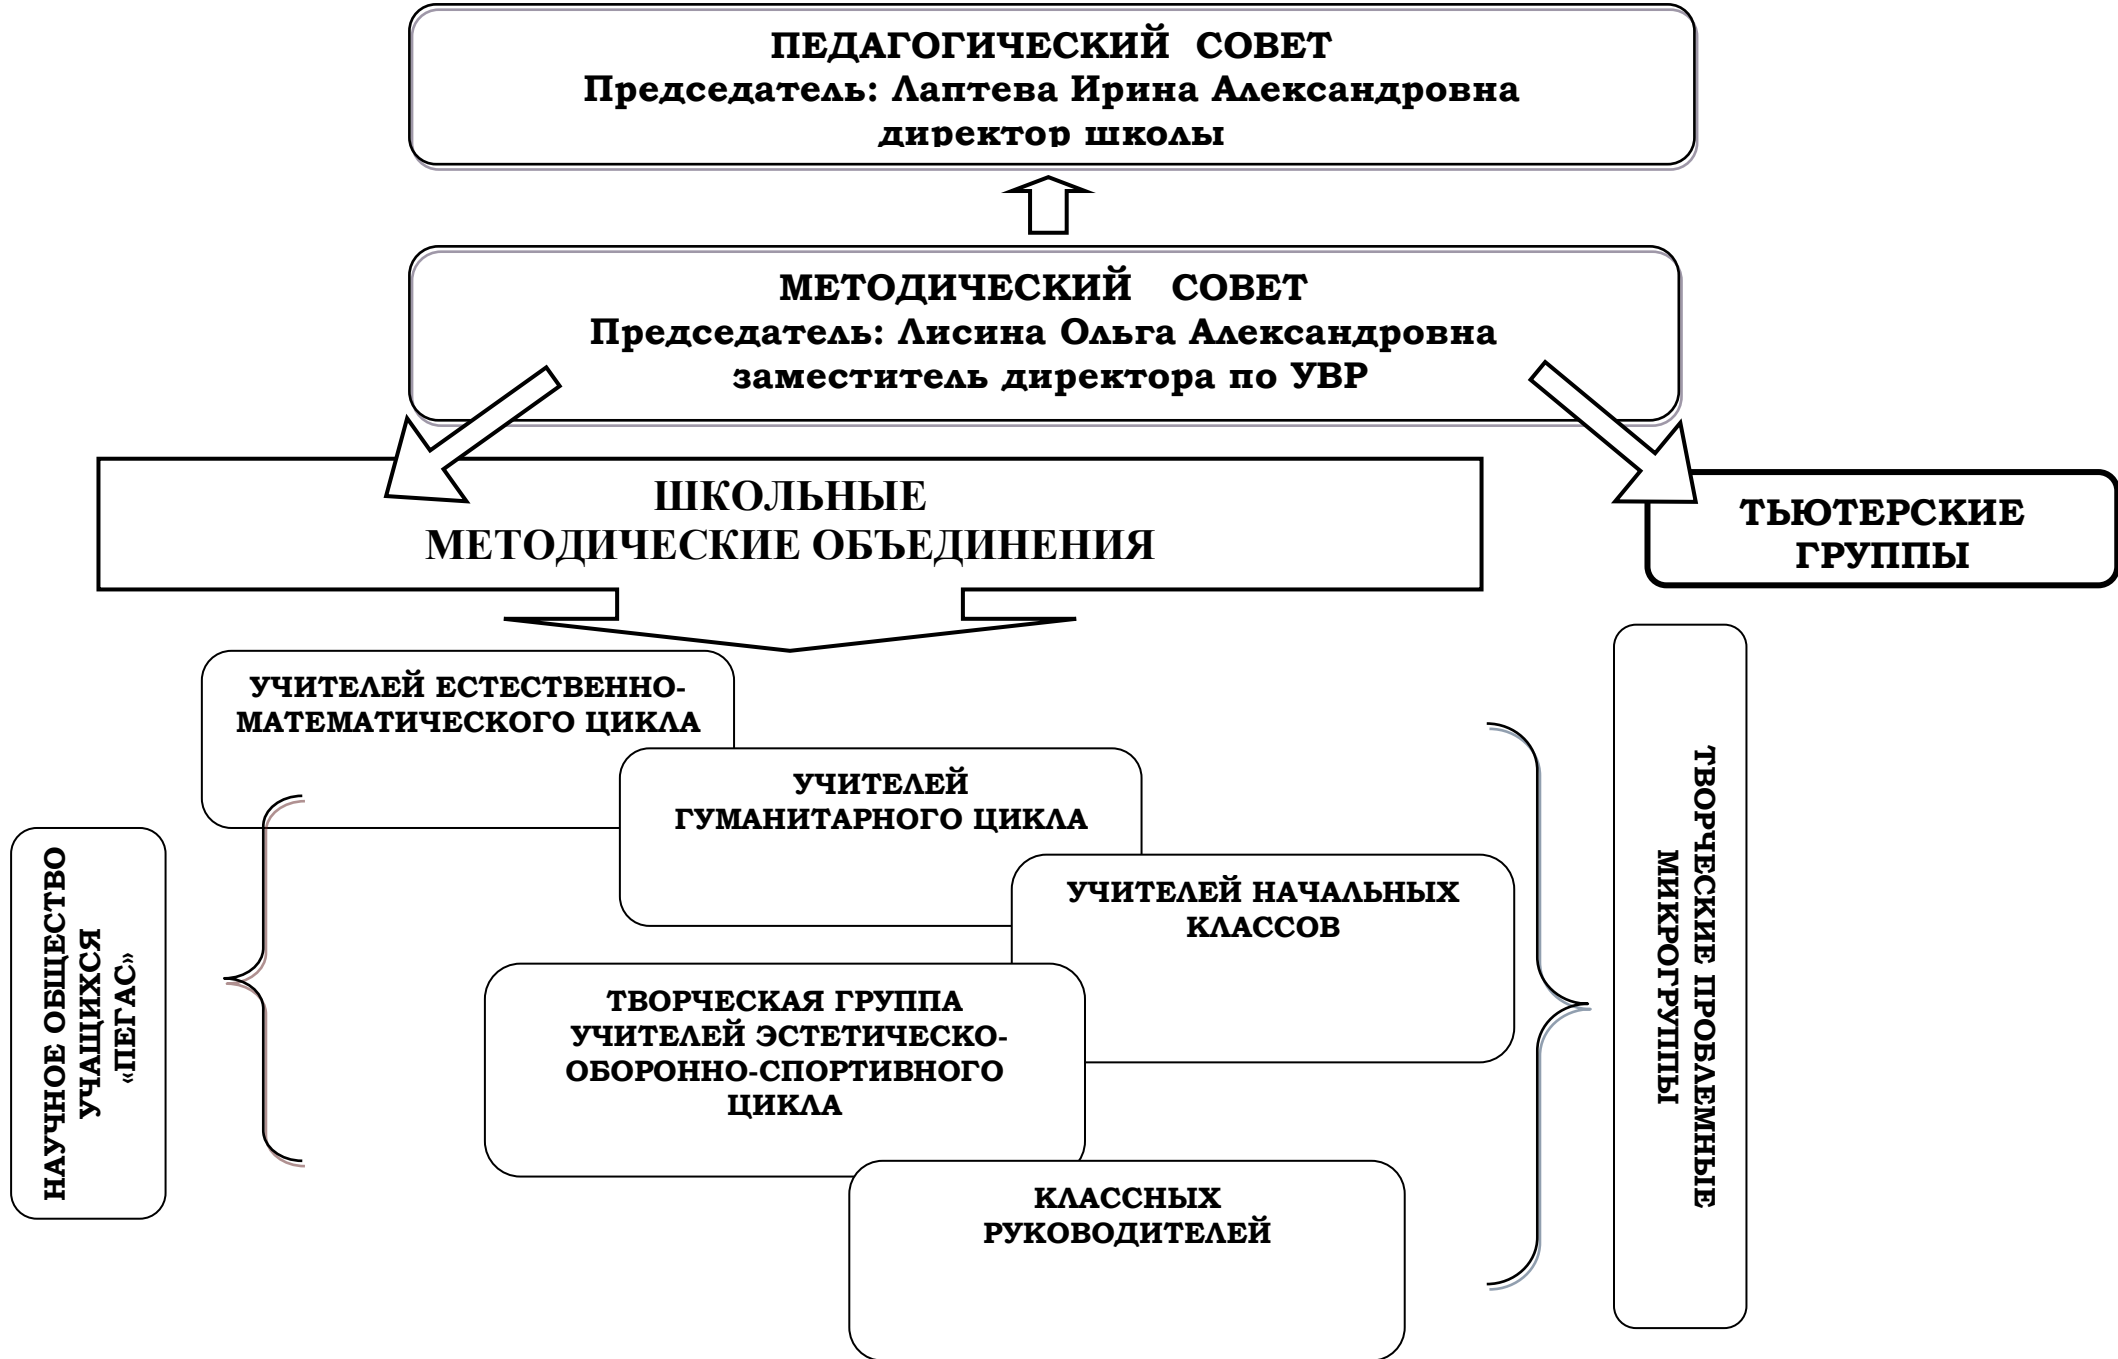 ПЕДАГОГИЧЕСКИЙ СОВЕТ
Председатель: Лаптева Ирина Александровна
директор школы
МЕТОДИЧЕСКИЙ СОВЕТ
Председатель: Лисина Ольга Александровна
заместитель директора по УВР
ШКОЛЬНЫЕ
МЕТОДИЧЕСКИЕ ОБЪЕДИНЕНИЯ
ТЬЮТЕРСКИЕ
ГРУППЫ
УЧИТЕЛЕЙ ЕСТЕСТВЕННО-
МАТЕМАТИЧЕСКОГО ЦИКЛА
УЧИТЕЛЕЙ
ГУМАНИТАРНОГО ЦИКЛА
УЧИТЕЛЕЙ НАЧАЛЬНЫХ
КЛАССОВ
ТВОРЧЕСКАЯ ГРУППА
УЧИТЕЛЕЙ ЭСТЕТИЧЕСКО-
ОБОРОННО-СПОРТИВНОГО
ЦИКЛА
КЛАССНЫХ
РУКОВОДИТЕЛЕЙ
НАУЧНОЕ ОБЩЕСТВО
УЧАЩИХСЯ
«ПЕГАС»
ТВОРЧЕСКИЕ ПРОБЛЕМНЫЕ
МИКРОГРУППЫ